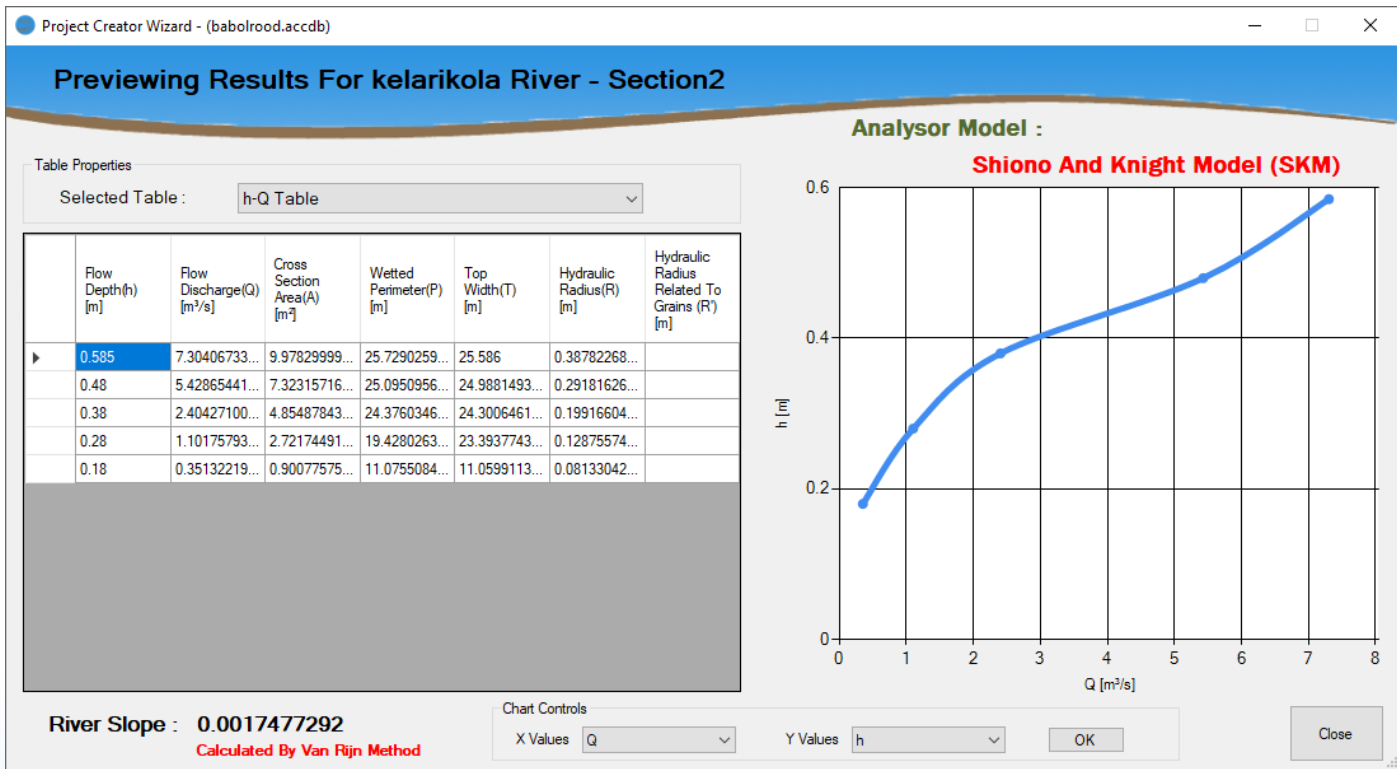 Project Creator Wizard - (babolrood.accdb)
Previewing Results For kelarikola River - Section2
Analysor Model :
Shiono And Knight Model (SKM)
Table Properties
Selected Table :
h-Q Table
Flow Depth(h) [m]
Flow Discharge(Q) [m³/s]
Cross Section Area(A) [m²]
Wetted Perimeter(P) [m]
Top Width(T) [m]
Hydraulic Radius(R) [m]
Hydraulic Radius Related To Grains (R') [m]
0.585 7.30406733... 9.97829999... 25.7290259... 25.586 0.38782268...
0.48 5.42865441... 7.32315716... 25.0950956... 24.9881493... 0.29181626...
0.38 2.40427100... 4.85487843... 24.3760346... 24.3006461... 0.19916604...
0.28 1.10175793... 2.72174491... 19.4280263... 23.3937743... 0.12875574...
0.18 0.35132219... 0.90077575... 11.0755084... 11.0599113... 0.08133042...
0.6
0.4
0.2
0
h [m]
0 1 2 3 4 5 6 7 8
Q [m³/s]
River Slope : 0.0017477292
Calculated By Van Rijn Method
Chart Controls
X Values Q
Y Values h
OK
Close